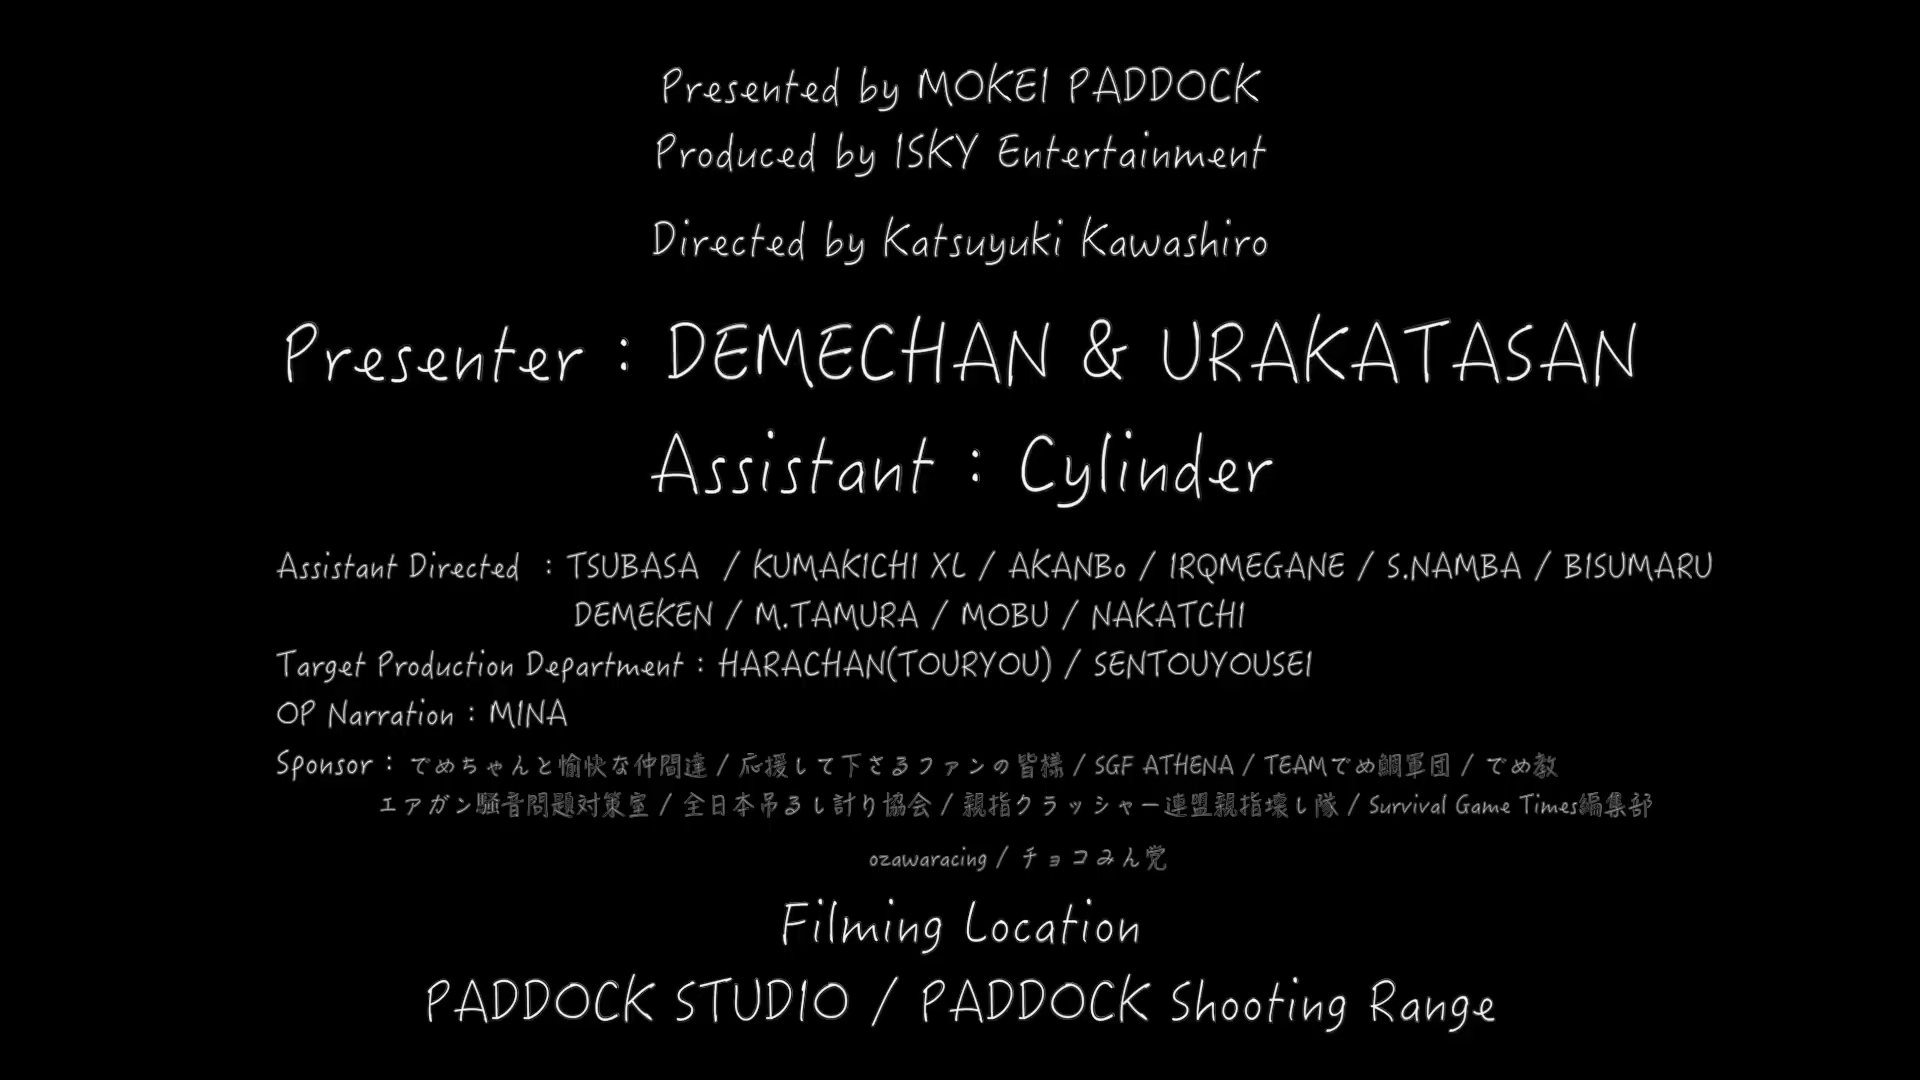 Presented by MOKEI PADDOCK
Produced by ISKY Entertainment
Directed by Katsuyuki Kawashiro
Presenter : DEMECHAN & URAKATASAN
Assistant : Cylinder
Assistant Directed : TSUBASA / KUMAKICHI XL / AKANBo / IRQMEGANE / S.NAMBA / BISUMARU
DEMEKEN / M.TAMURA / MOBU / NAKATCHI
Target Production Department : HARACHAN(TOURYOU) / SENTOUYOUSEI
OP Narration : MINA
Sponsor : でめちゃんと愉快な仲間達 / 応援して下さるファンの皆様 / SGF ATHENA / TEAMでめ鯛軍団 / でめ教
エアガン騒音問題対策室 / 全日本吊るし計り協会 / 親指クラッシャー連盟親指壊し隊 / Survival Game Times編集部
ozawaracing / チョコみん党
Filming Location
PADDOCK STUDIO / PADDOCK Shooting Range